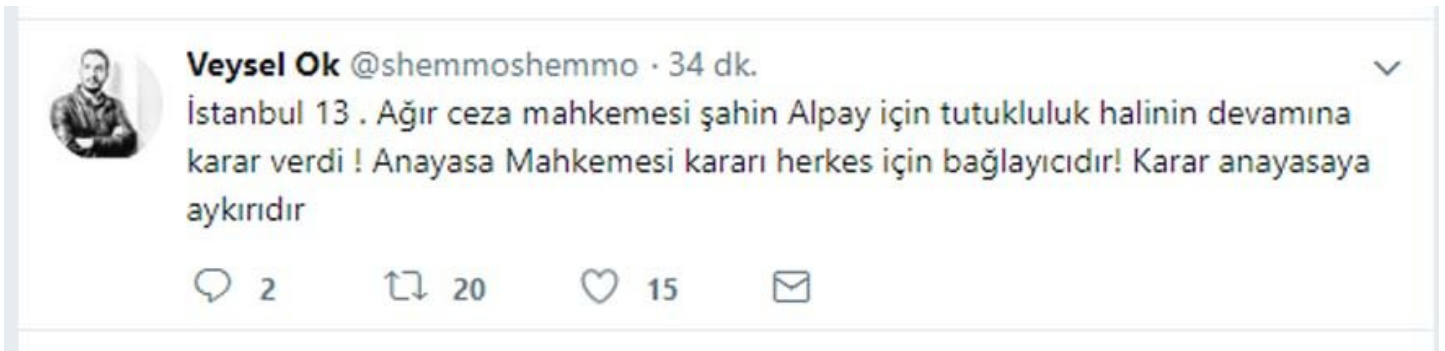 Veysel Ok @shemmoshemmo · 34 dk.
İstanbul 13 . Ağır ceza mahkemesi şahin Alpay için tutukluluk halinin devamına
karar verdi ! Anayasa Mahkemesi kararı herkes için bağlayıcıdır! Karar anayasaya
aykırıdır
2 20 15